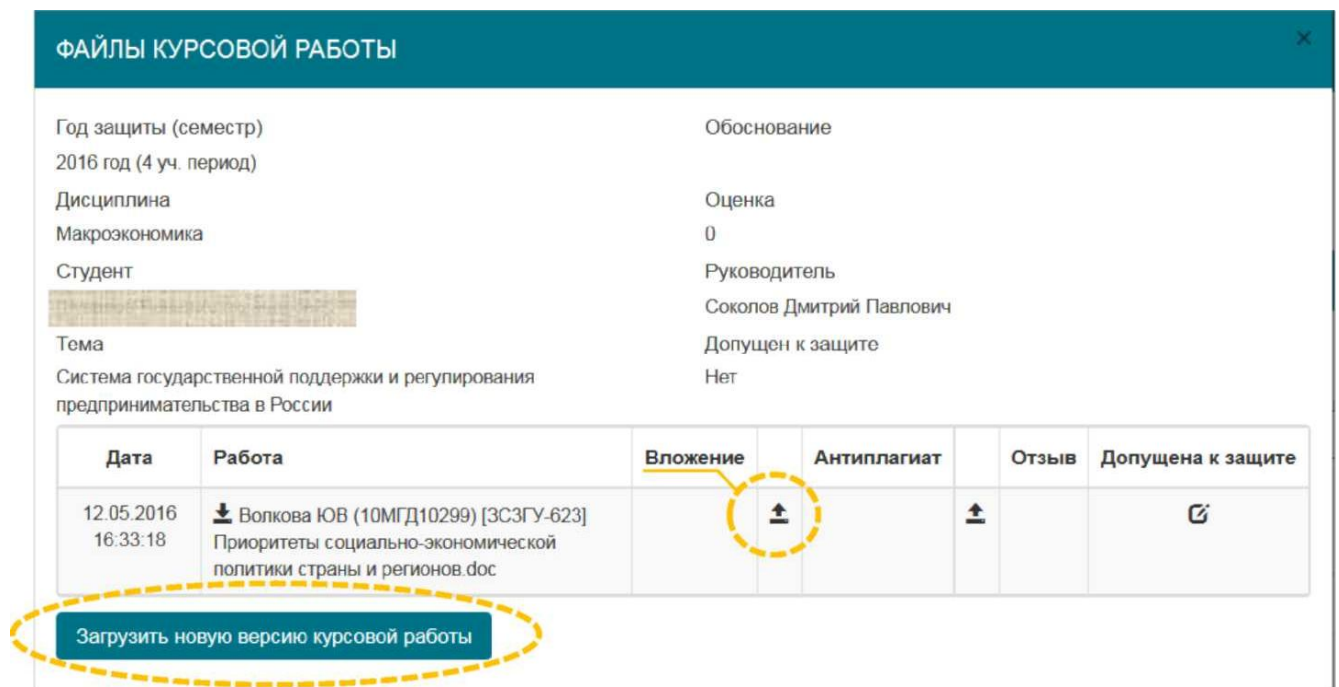 ФАЙЛЫ КУРСОВОЙ РАБОТЫ
Год защиты (семестр)
2016 год (4 уч. период)
Обоснование
Дисциплина
Макроэкономика
Оценка
0
Студент
Руководитель
Соколов Дмитрий Павлович
Тема
Система государственной поддержки и регулирования
предпринимательства в России
Допущен к защите
Нет
Дата Работа Вложение Антиплагиат Отзыв Допущена к защите
12.05.2016
16:33:18
Волкова ЮВ (10МГД10299) [ЗСЗГУ-623]
Приоритеты социально-экономической
политики страны и регионов.doc
Загрузить новую версию курсовой работы